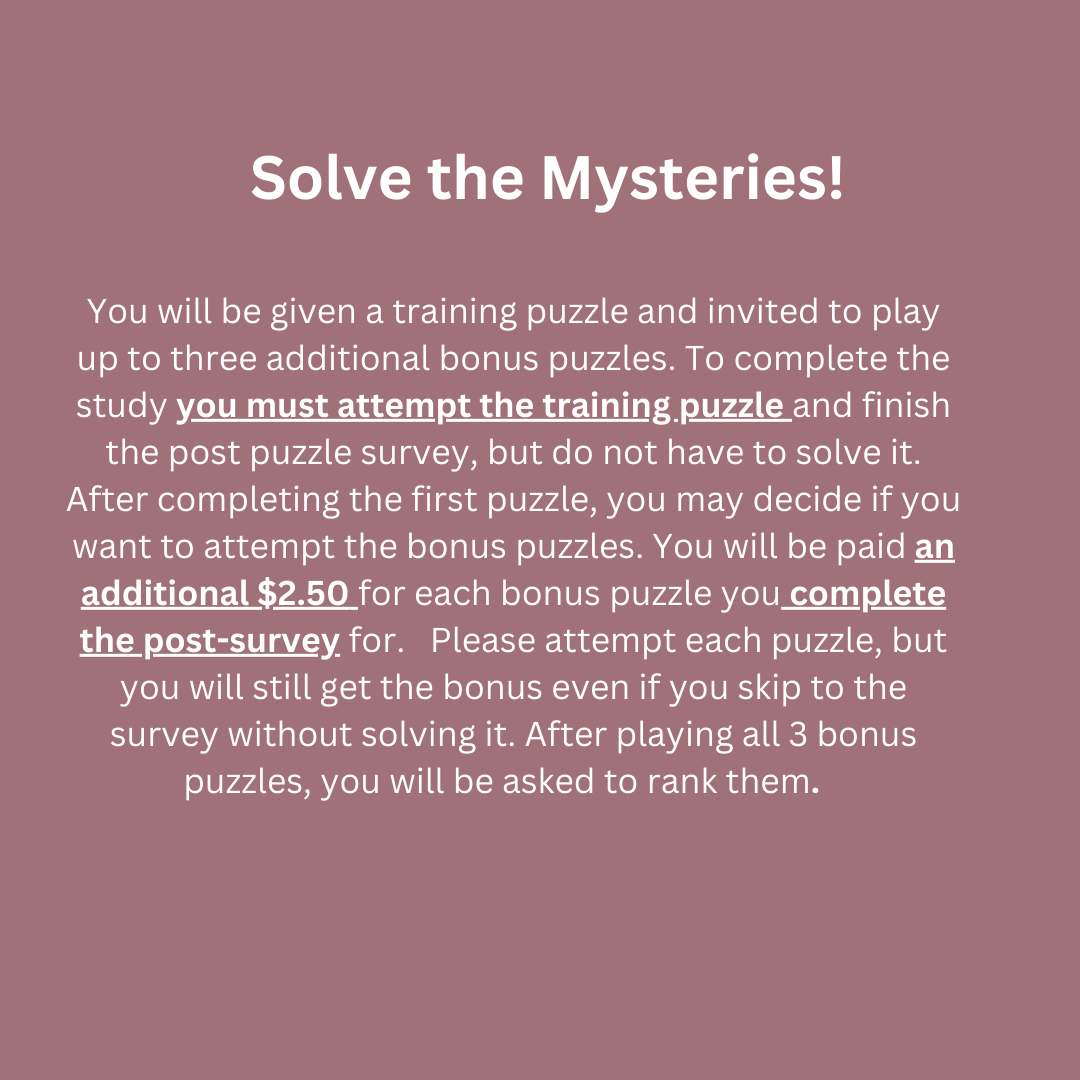 Solve the Mysteries!
You will be given a training puzzle and invited to play
up to three additional bonus puzzles. To complete the
study you must attempt the training puzzle and finish
the post puzzle survey, but do not have to solve it.
After completing the first puzzle, you may decide if you
want to attempt the bonus puzzles. You will be paid an
additional $2.50 for each bonus puzzle you complete
the post-survey for.   Please attempt each puzzle, but
you will still get the bonus even if you skip to the
survey without solving it. After playing all 3 bonus
puzzles, you will be asked to rank them.